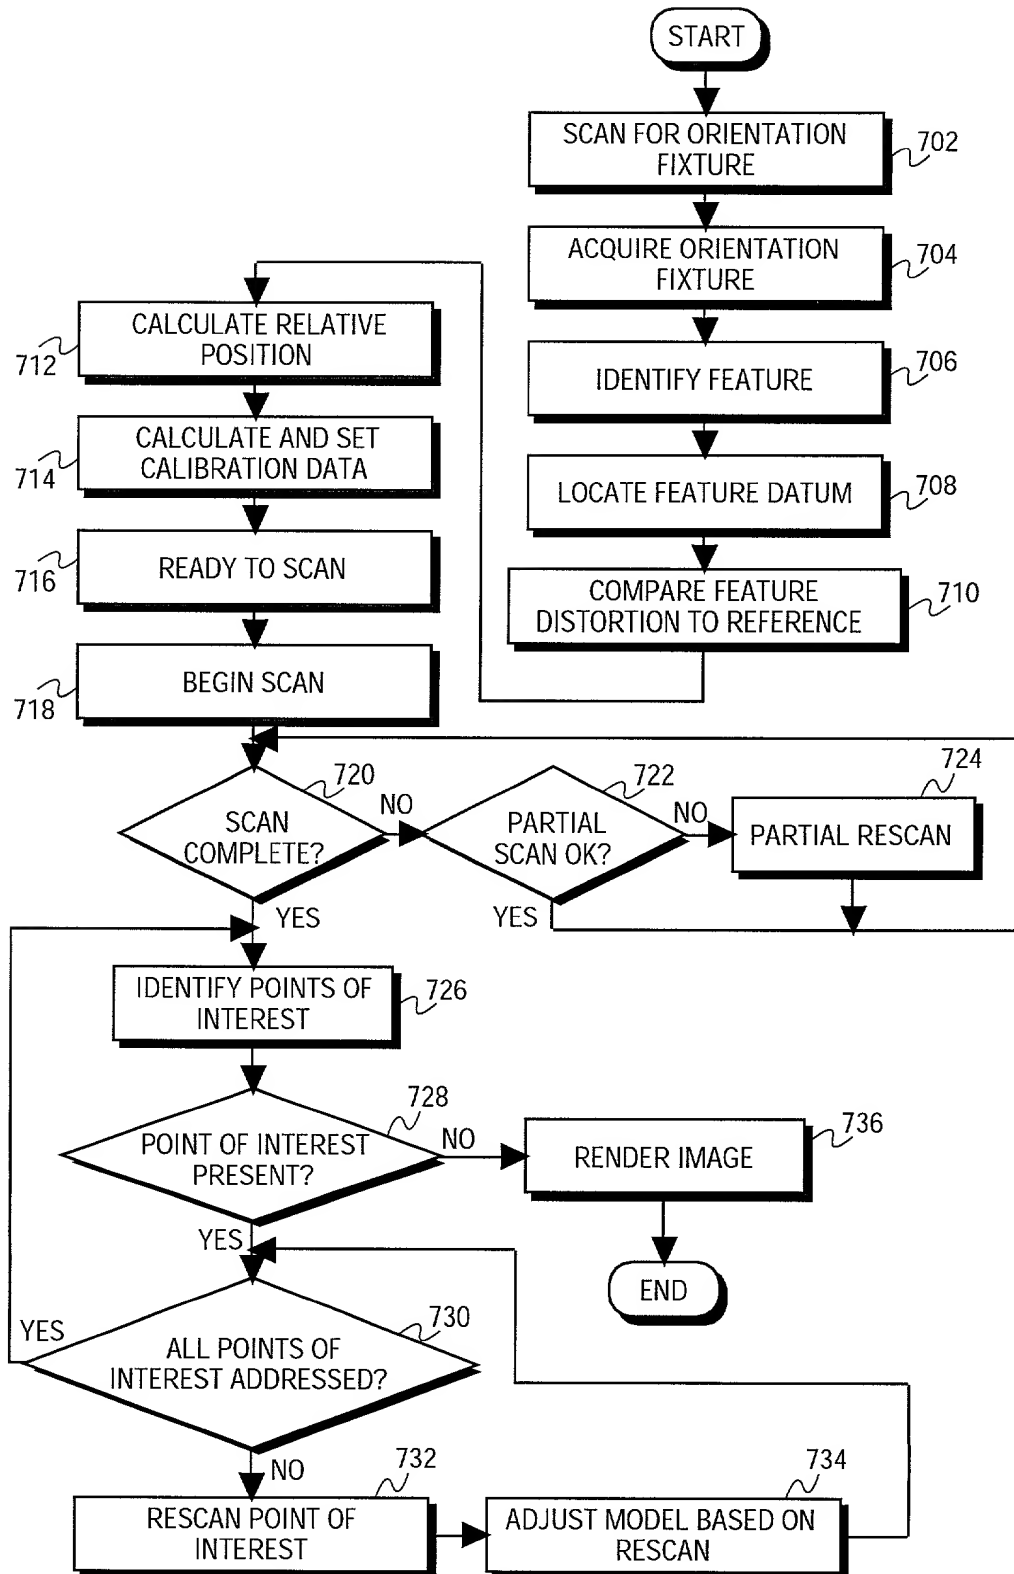 START
SCAN FOR ORIENTATION
FIXTURE
702
ACQUIRE ORIENTATION
FIXTURE
704
IDENTIFY FEATURE
706
LOCATE FEATURE DATUM
708
COMPARE FEATURE
DISTORTION TO REFERENCE
710
CALCULATE RELATIVE
POSITION
712
CALCULATE AND SET
CALIBRATION DATA
714
READY TO SCAN
716
BEGIN SCAN
718
SCAN
COMPLETE?
720
NO
YES
PARTIAL
SCAN OK?
722
NO
YES
PARTIAL RESCAN
724
IDENTIFY POINTS OF
INTEREST
726
POINT OF INTEREST
PRESENT?
728
NO
YES
RENDER IMAGE
736
END
ALL POINTS OF
INTEREST ADDRESSED?
730
YES
NO
RESCAN POINT OF
INTEREST
732
ADJUST MODEL BASED ON
RESCAN
734